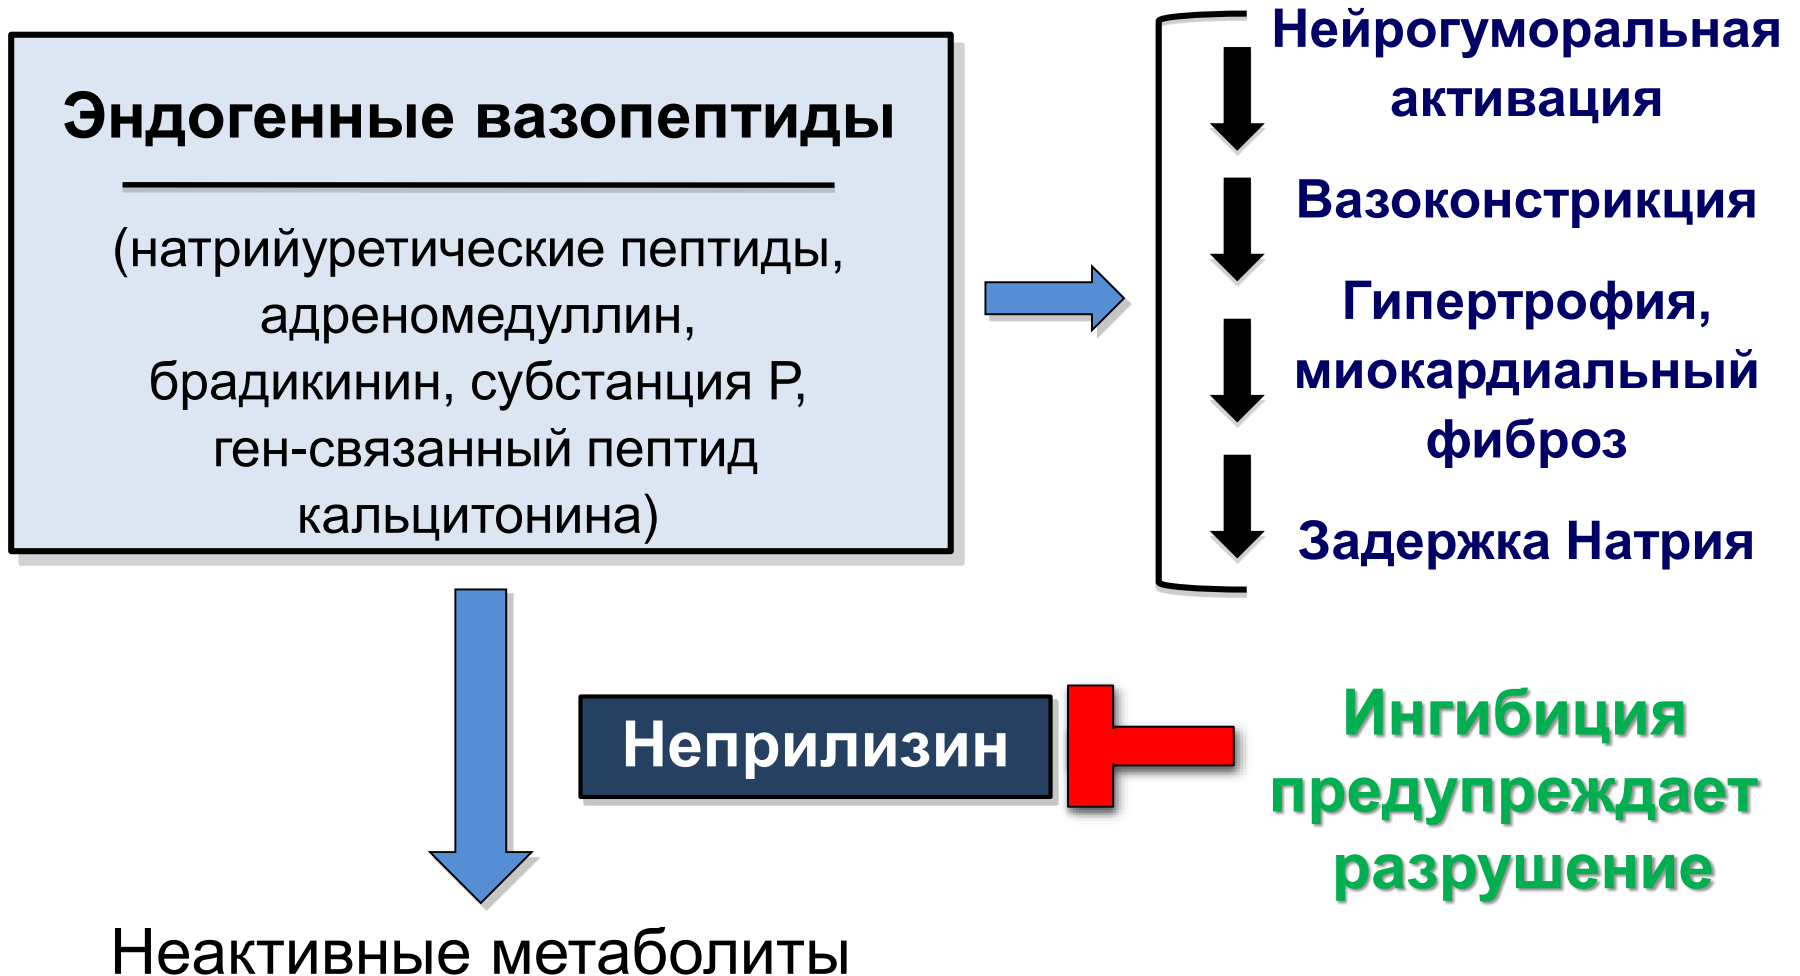 Эндогенные вазопептиды
(натрийуретические пептиды,
адреномедуллин,
брадикинин, субстанция Р,
ген-связанный пептид
кальцитонина)
Нейрогуморальная
активация
Вазоконстрикция
Гипертрофия,
миокардиальный
фиброз
Задержка Натрия
Неприлизин
Ингибиция
предупреждает
разрушение
Неактивные метаболиты